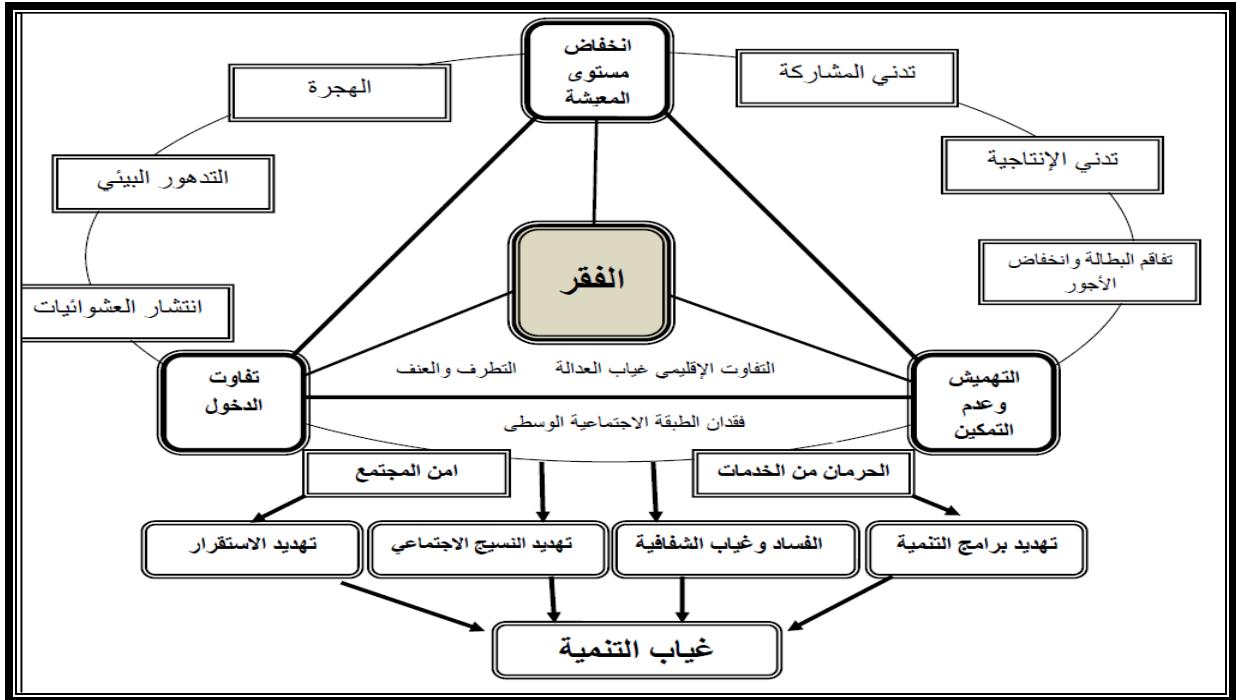 انخفاض
مستوى
المعيشة
تدني المشاركة
الهجرة
تدني الإنتاجية
التدهور البيئي
تفاقم البطالة وانخفاض
الأجور
الفقر
انتشار العشوائيات
التفاوت الإقليمي غياب العدالة التطرف والعنف
التهميش
وعدم
التمكين
تفاوت
الدخول
فقدان الطبقة الاجتماعية الوسطى
الحرمان من الخدمات
امن المجتمع
تهديد برامج التنمية
الفساد وغياب الشفافية
تهديد النسيج الاجتماعي
تهديد الاستقرار
غياب التنمية